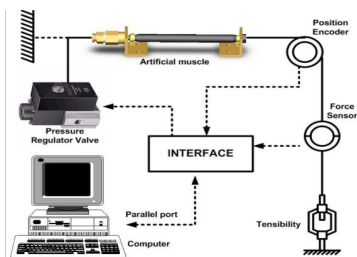 Position
Encoder
Artificial muscle
Force
Sensor
Pressure
Regulator Valve
INTERFACE
Parallel port
Tensibility
Computer